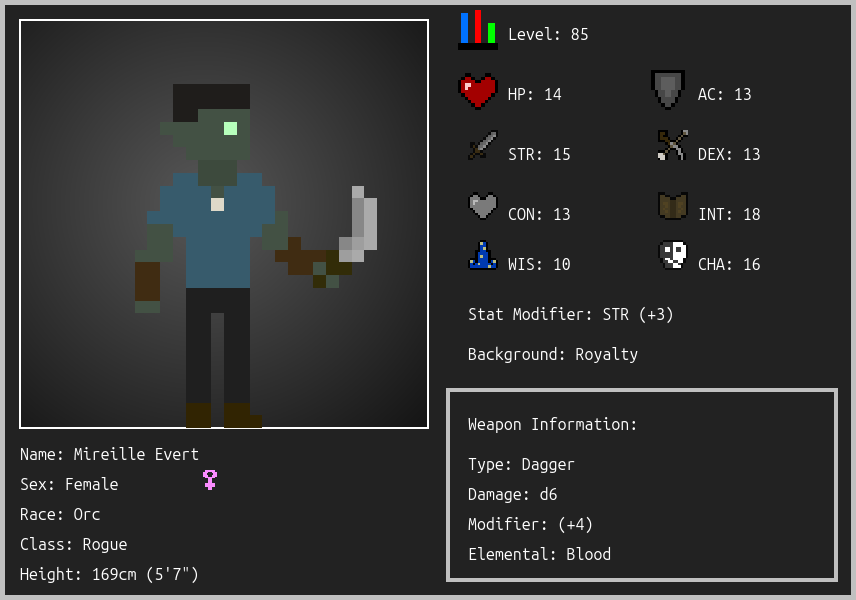 Level: 85
HP: 14
AC: 13
STR: 15
DEX: 13
CON: 13
INT: 18
WIS: 10
CHA: 16
Stat Modifier: STR (+3)
Background: Royalty
Weapon Information:
Type: Dagger
Damage: d6
Modifier: (+4)
Elemental: Blood
Name: Mireille Evert
Sex: Female
Race: Orc
Class: Rogue
Height: 169cm (5'7")